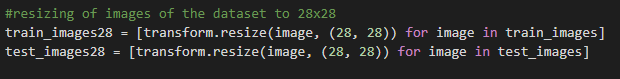 #resizing of images of the dataset to 28x28
train_images28 = [transform.resize(image, (28, 28)) for image in train_images]
test_images28 = [transform.resize(image, (28, 28)) for image in test_images]